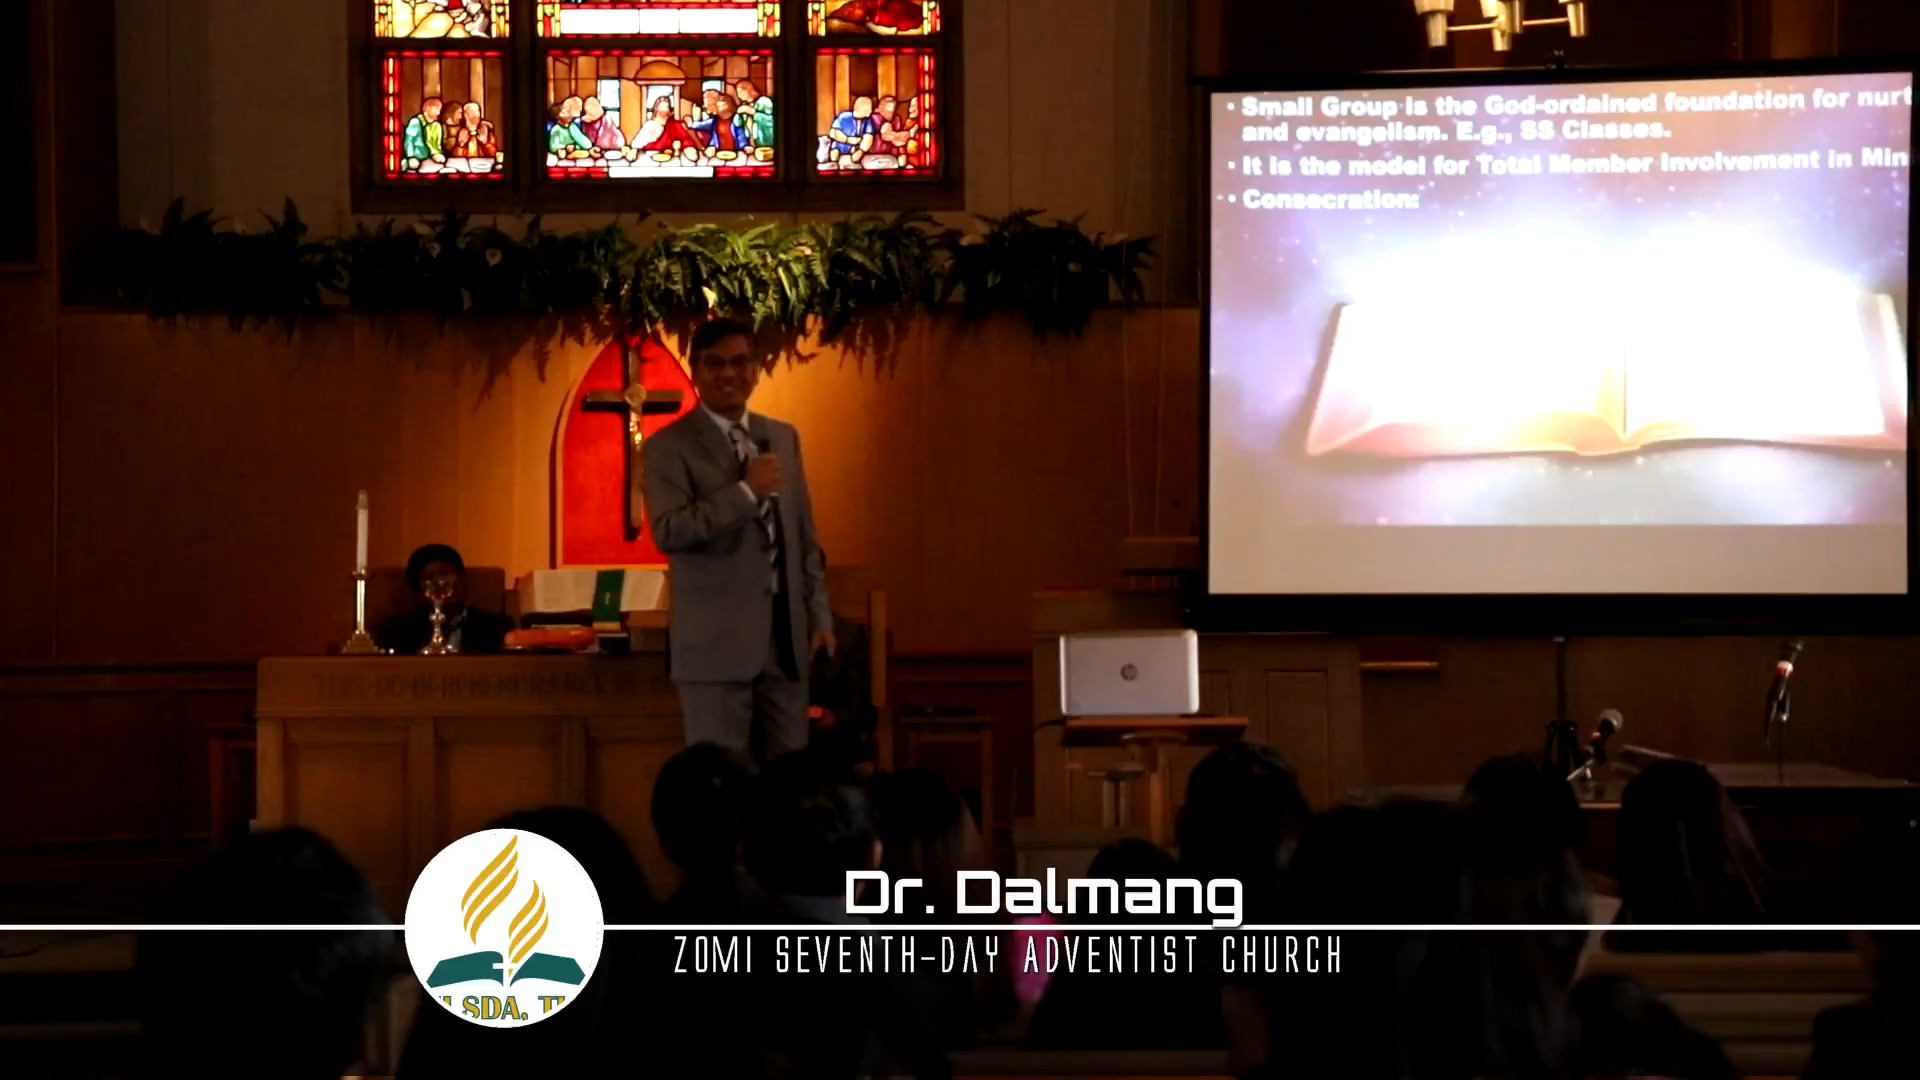 • Small Group is the God-ordained foundation for nurt
and evangelism. E.g., SS Classes.
• It is the model for Total Member Involvement in Min
• Consecration:
hp
Dr. Dalmang
ZOMI SEVENTH-DAY ADVENTIST CHURCH
SDA, T